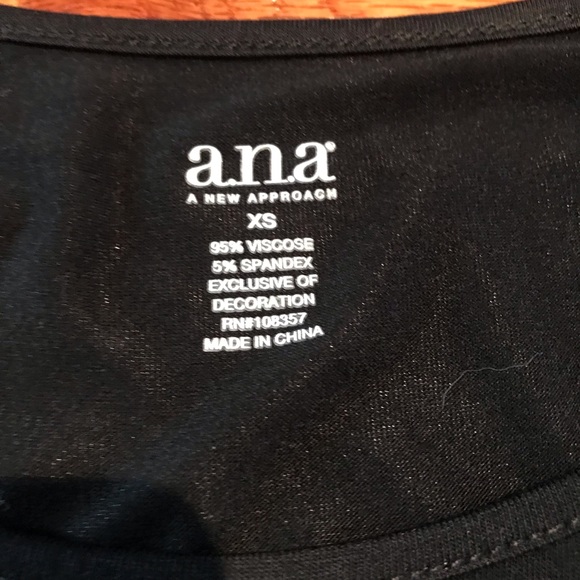 a.n.a®
A NEW APPROACH
XS
95% VISCOSE
5% SPANDEX
EXCLUSIVE OF
DECORATION
RN#108357
MADE IN CHINA